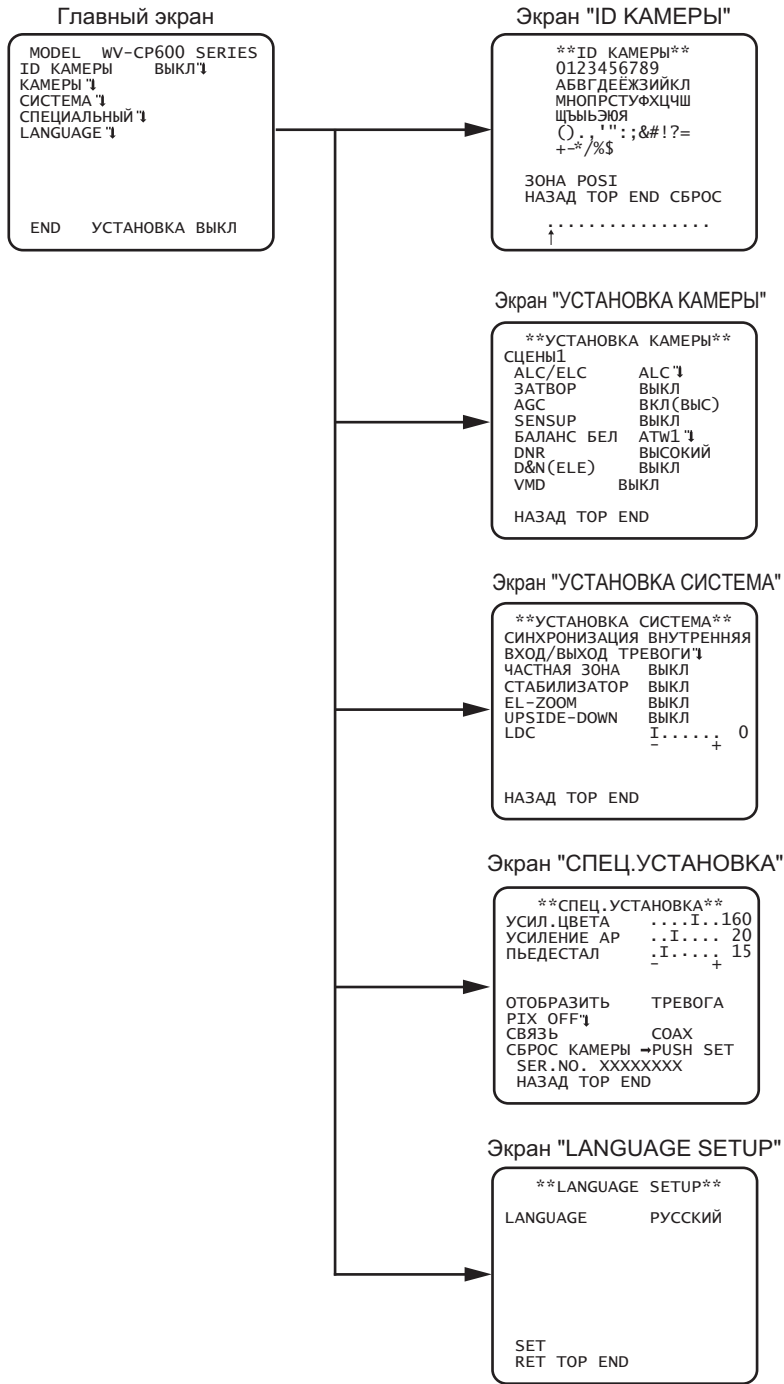 Главный экран
MODEL WV-CP600 SERIES
ID КАМЕРЫ ВЫКЛ
КАМЕРЫ
СИСТЕМА
СПЕЦИАЛЬНЫЙ
LANGUAGE
END УСТАНОВКА ВЫКЛ
Экран "ID КАМЕРЫ"
**ID КАМЕРЫ**
0123456789
АБВГДЕЁЖЗИЙКЛ
МНОПРСТУФХЦЧШ
ЩЪЫЬЭЮЯ
().,'":;&#!?=
+-*/%$
ЗОНА POSI
НАЗАД TOP END СБРОС
................
↑
Экран "УСТАНОВКА КАМЕРЫ"
**УСТАНОВКА КАМЕРЫ**
СЦЕНЫ1
ALC/ELC ALC
ЗАТВОР ВЫКЛ
AGC ВКЛ(ВЫС)
SENSUP ВЫКЛ
БАЛАНС БЕЛ ATW1
DNR ВЫСОКИЙ
D&N(ELE) ВЫКЛ
VMD ВЫКЛ
НАЗАД TOP END
Экран "УСТАНОВКА СИСТЕМА"
**УСТАНОВКА СИСТЕМА**
СИНХРОНИЗАЦИЯ ВНУТРЕННЯЯ
ВХОД/ВЫХОД ТРЕВОГИ
ЧАСТНАЯ ЗОНА ВЫКЛ
СТАБИЛИЗАТОР ВЫКЛ
EL-ZOOM ВЫКЛ
UPSIDE-DOWN ВЫКЛ
LDC I...... 0
- +
НАЗАД TOP END
Экран "СПЕЦ.УСТАНОВКА"
**СПЕЦ.УСТАНОВКА**
УСИЛ.ЦВЕТА ....I..160
УСИЛЕНИЕ АР ..I.... 20
ПЬЕДЕСТАЛ .I..... 15
- +
ОТОБРАЗИТЬ ТРЕВОГА
PIX OFF
СВЯЗЬ COAX
СБРОС КАМЕРЫ →PUSH SET
SER.NO. XXXXXXXX
НАЗАД TOP END
Экран "LANGUAGE SETUP"
**LANGUAGE SETUP**
LANGUAGE РУССКИЙ
SET
RET TOP END